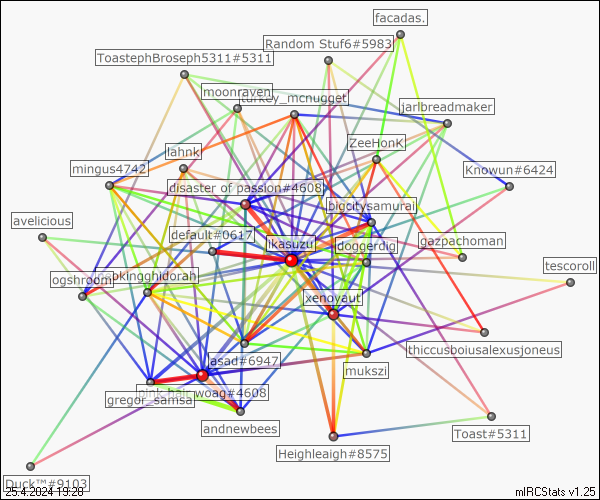 facadas.
Random Stuf6#5983
ToastephBroseph5311#5311
moonraven
turkey_mcnugget
jarlbreadmaker
ZeeHonK
lahnk
mingus4742
Knowun#6424
disaster of passion#4608
bigcitysamurai
avelicious
default#0617
ikasuzu
doggerdig
gazpachoman
tescoroll
ogshroom
kingghidorah
xenoyaut
thiccusboiusalexusjoneus
asad#6947
mukszi
pink hair woag#4608
gregor_samsa
andnewbees
Toast#5311
Heighleaigh#8575
Duck™#9103
25.4.2024 19:28
mIRCStats v1.25